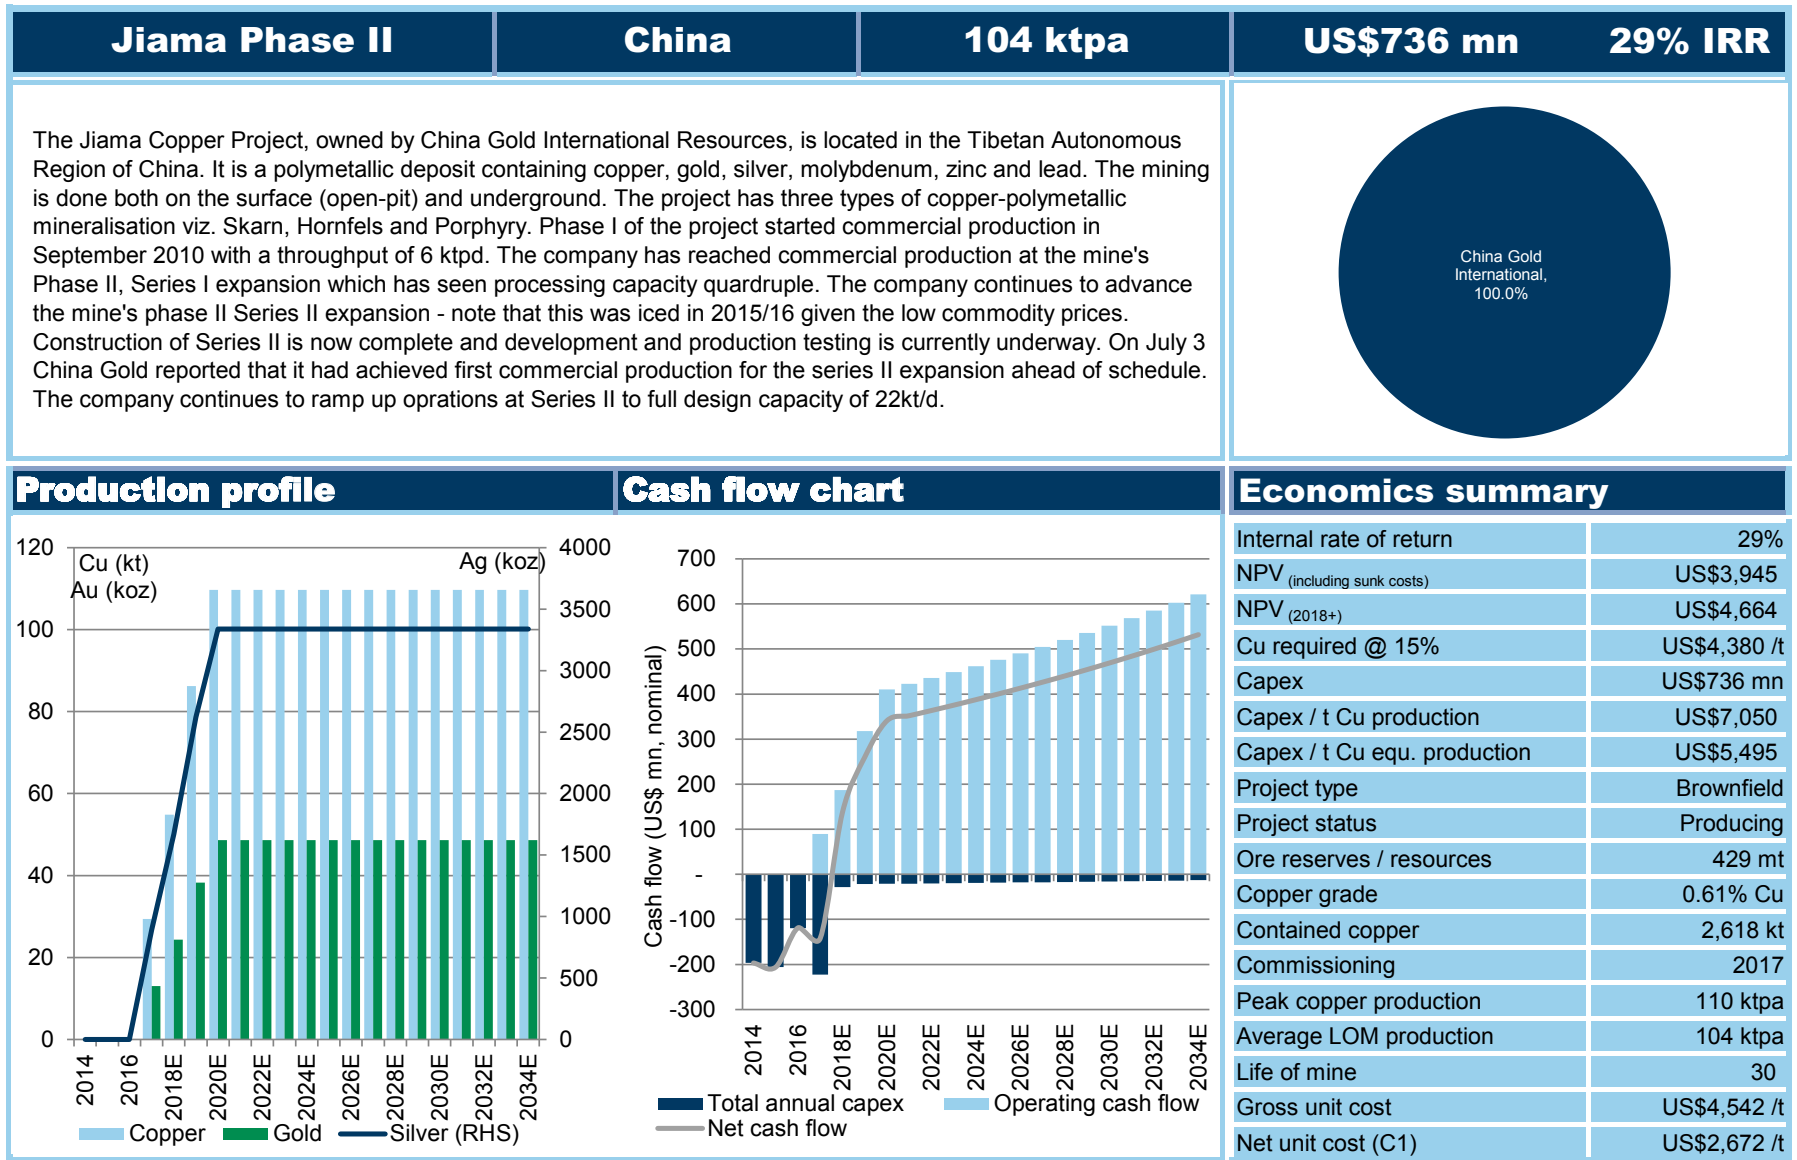 Jiama Phase II
China
104 ktpa
US$736 mn
29% IRR
The Jiama Copper Project, owned by China Gold International Resources, is located in the Tibetan Autonomous
Region of China. It is a polymetallic deposit containing copper, gold, silver, molybdenum, zinc and lead. The mining
is done both on the surface (open-pit) and underground. The project has three types of copper-polymetallic
mineralisation viz. Skarn, Hornfels and Porphyry. Phase I of the project started commercial production in
September 2010 with a throughput of 6 ktpd. The company has reached commercial production at the mine's
Phase II, Series I expansion which has seen processing capacity quardruple. The company continues to advance
the mine's phase II Series II expansion - note that this was iced in 2015/16 given the low commodity prices.
Construction of Series II is now complete and development and production testing is currently underway. On July 3
China Gold reported that it had achieved first commercial production for the series II expansion ahead of schedule.
The company continues to ramp up oprations at Series II to full design capacity of 22kt/d.
China Gold
International,
100.0%
Production profile
120
100
80
60
40
20
0
Cu (kt)
Au (koz)
Ag (koz)
4000
3500
3000
2500
2000
1500
1000
500
0
2014
2016
2018E
2020E
2022E
2024E
2026E
2028E
2030E
2032E
2034E
Copper
Gold
Silver (RHS)
Cash flow chart
Cash flow (US$ mn, nominal)
700
600
500
400
300
200
100
-
-100
-200
-300
2014
2016
2018E
2020E
2022E
2024E
2026E
2028E
2030E
2032E
2034E
Total annual capex
Operating cash flow
Net cash flow
Economics summary
Internal rate of return 29%
NPV (including sunk costs) US$3,945
NPV (2018+) US$4,664
Cu required @ 15% US$4,380 /t
Capex US$736 mn
Capex / t Cu production US$7,050
Capex / t Cu equ. production US$5,495
Project type Brownfield
Project status Producing
Ore reserves / resources 429 mt
Copper grade 0.61% Cu
Contained copper 2,618 kt
Commissioning 2017
Peak copper production 110 ktpa
Average LOM production 104 ktpa
Life of mine 30
Gross unit cost US$4,542 /t
Net unit cost (C1) US$2,672 /t